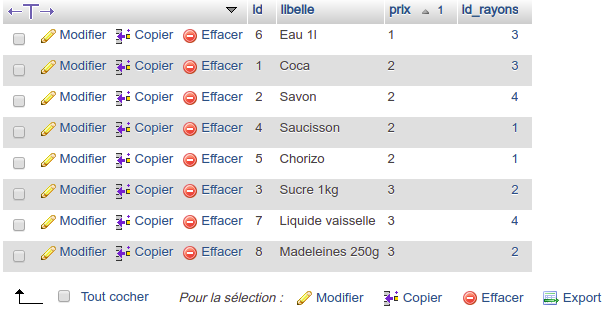 Id libelle prix 1 Id_rayons
Modifier Copier Effacer 6 Eau 1l 1 3
Modifier Copier Effacer 1 Coca 2 3
Modifier Copier Effacer 2 Savon 2 4
Modifier Copier Effacer 4 Saucisson 2 1
Modifier Copier Effacer 5 Chorizo 2 1
Modifier Copier Effacer 3 Sucre 1kg 3 2
Modifier Copier Effacer 7 Liquide vaisselle 3 4
Modifier Copier Effacer 8 Madeleines 250g 3 2
Tout cocher Pour la sélection : Modifier Copier Effacer Export